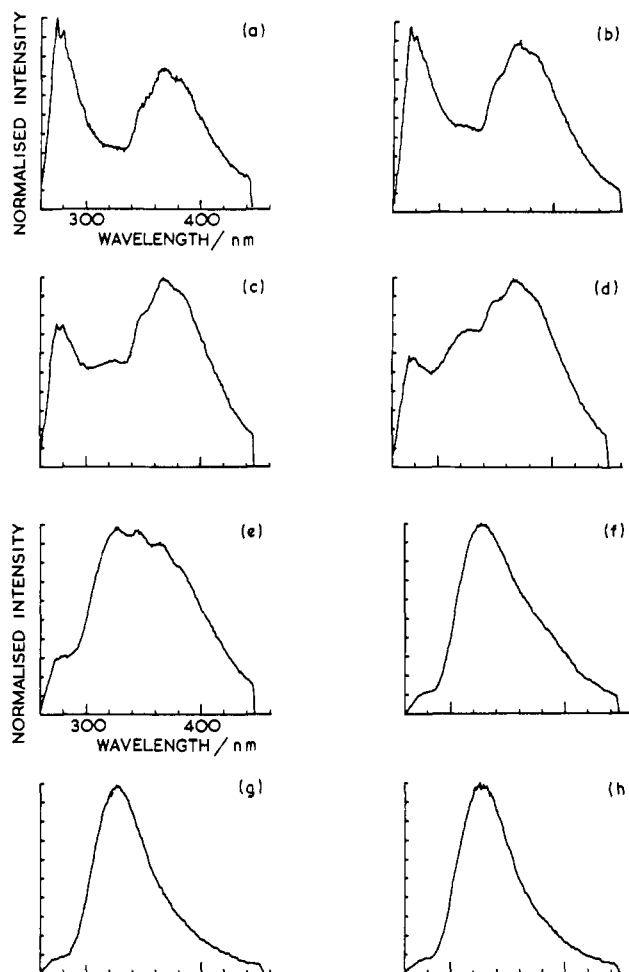 (a)
(b)
NORMALISED INTENSITY
300
400
WAVELENGTH / nm
(c)
(d)
(e)
(f)
NORMALISED INTENSITY
300
400
WAVELENGTH / nm
(g)
(h